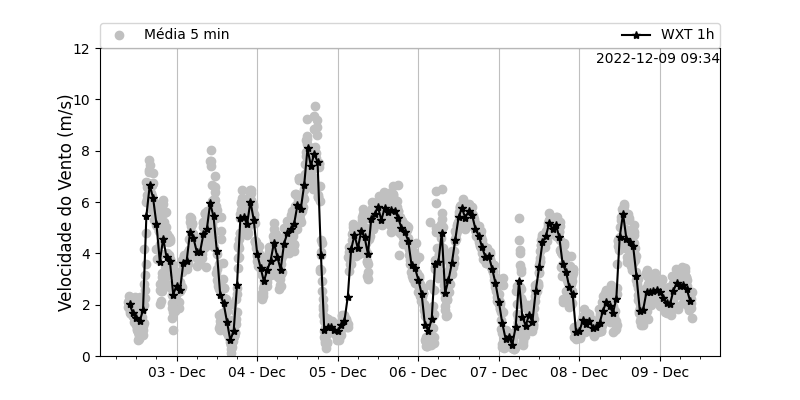 Média 5 min
WXT 1h
2022-12-09 09:34
Velocidade do Vento (m/s)
12
10
8
6
4
2
0
03 - Dec
04 - Dec
05 - Dec
06 - Dec
07 - Dec
08 - Dec
09 - Dec